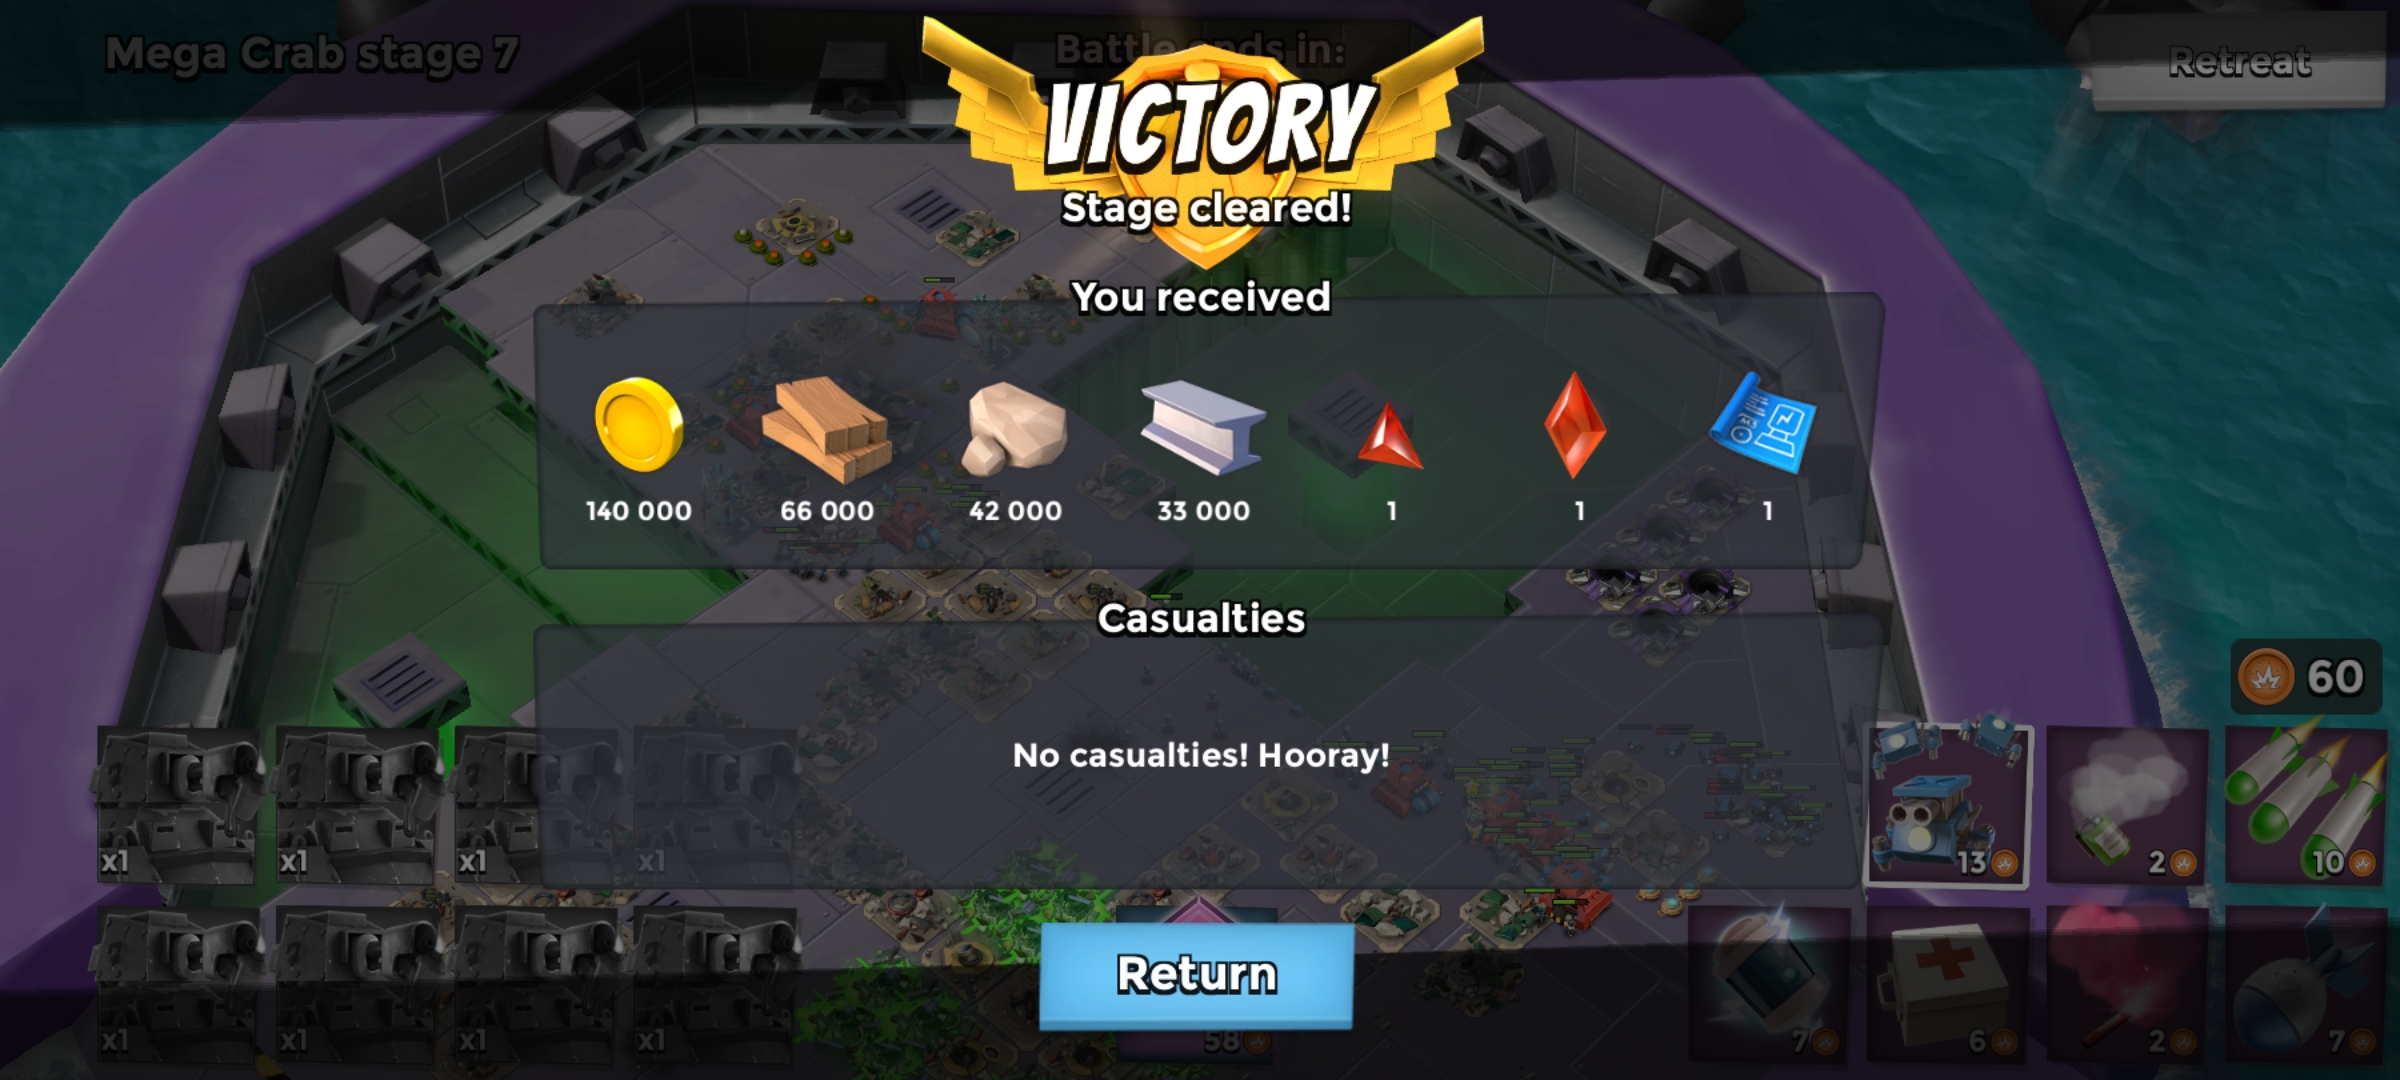 Mega Crab stage 7
Battle ends in:
Retreat
VICTORY
Stage cleared!
You received
140 000
66 000
42 000
33 000
1
1
1
Casualties
No casualties! Hooray!
60
x1
x1
x1
x1
13
2
10
Return
x1
x1
x1
x1
58
7
6
2
7